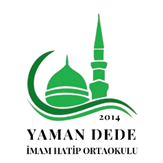 2014
YAMAN DEDE
İMAM HATİP ORTAOKULU